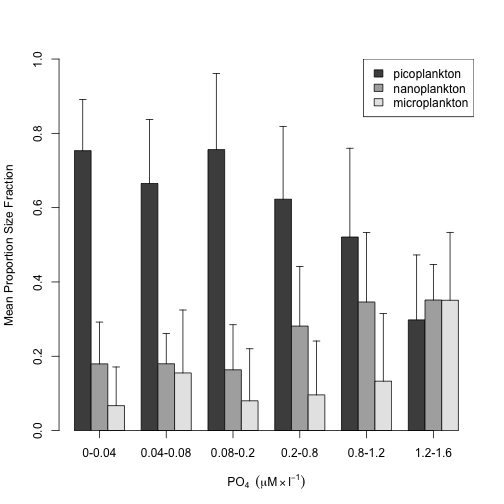 picoplankton
nanoplankton
microplankton
Mean Proportion Size Fraction
1.0
0.8
0.6
0.4
0.2
0.0
0-0.04 0.04-0.08 0.08-0.2 0.2-0.8 0.8-1.2 1.2-1.6
PO₄ (μM × l⁻¹)